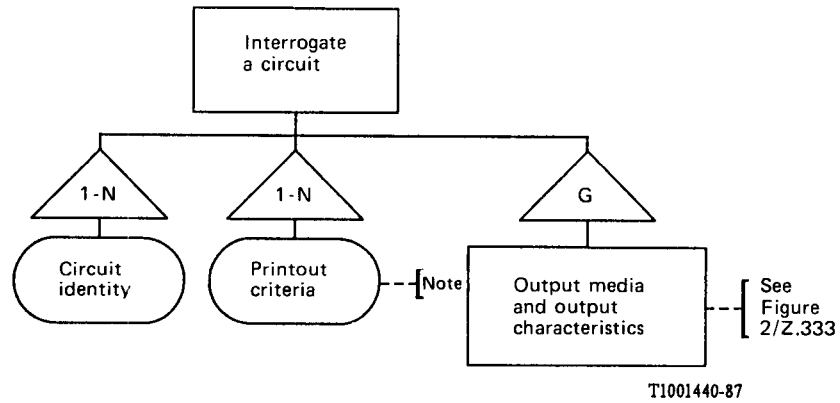 Interrogate
a circuit
1-N
1-N
G
Circuit
identity
Printout
criteria
Note
Output media
and output
characteristics
See
Figure
2/Z.333
T1001440-87